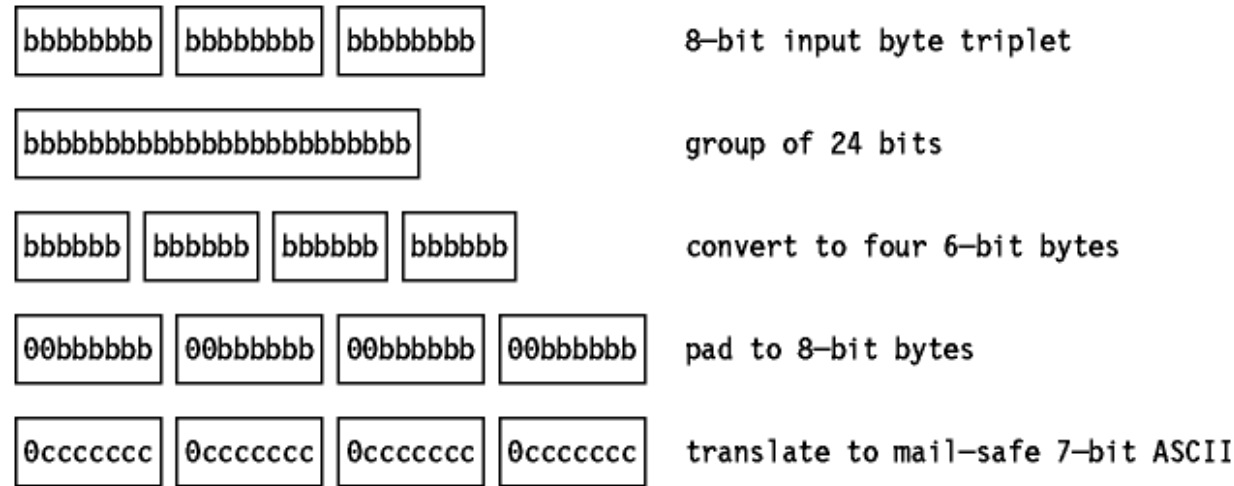 bbbbbbbb bbbbbbbb bbbbbbbb 8-bit input byte triplet
bbbbbbbbbbbbbbbbbbbbbbbb group of 24 bits
bbbbbb bbbbbb bbbbbb bbbbbb convert to four 6-bit bytes
00bbbbbb 00bbbbbb 00bbbbbb 00bbbbbb pad to 8-bit bytes
0ccccccc 0ccccccc 0ccccccc 0ccccccc translate to mail-safe 7-bit ASCII